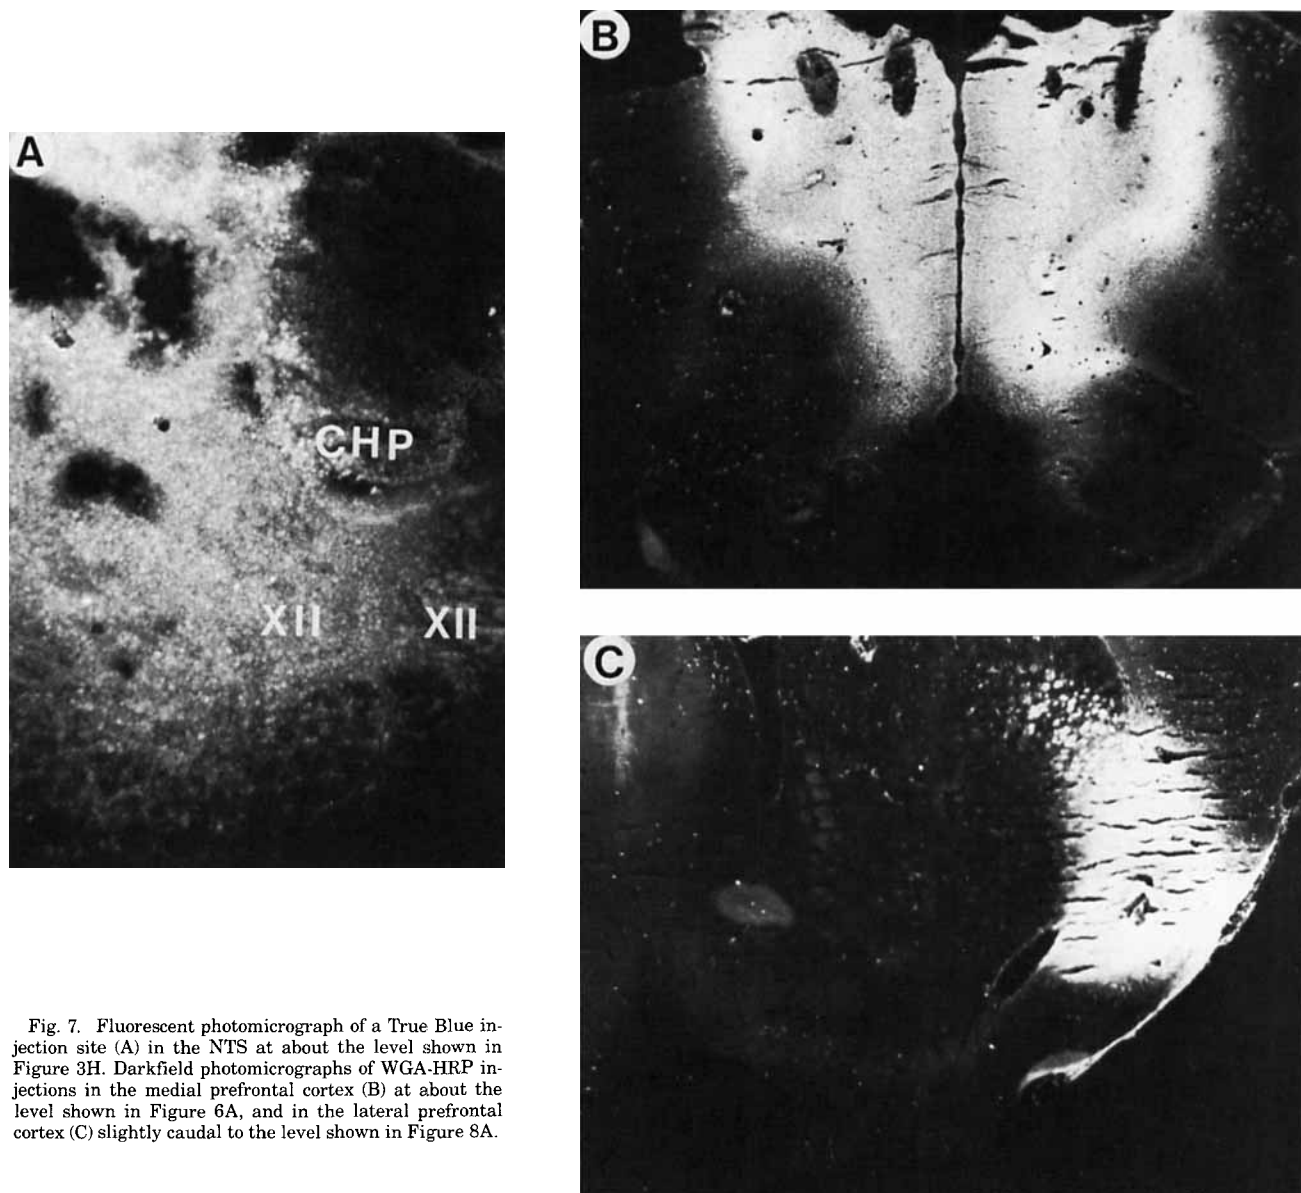 A
CHP
XII XII
B
C
Fig. 7. Fluorescent photomicrograph of a True Blue in-
jection site (A) in the NTS at about the level shown in
Figure 3H. Darkfield photomicrographs of WGA-HRP in-
jections in the medial prefrontal cortex (B) at about the
level shown in Figure 6A, and in the lateral prefrontal
cortex (C) slightly caudal to the level shown in Figure 8A.